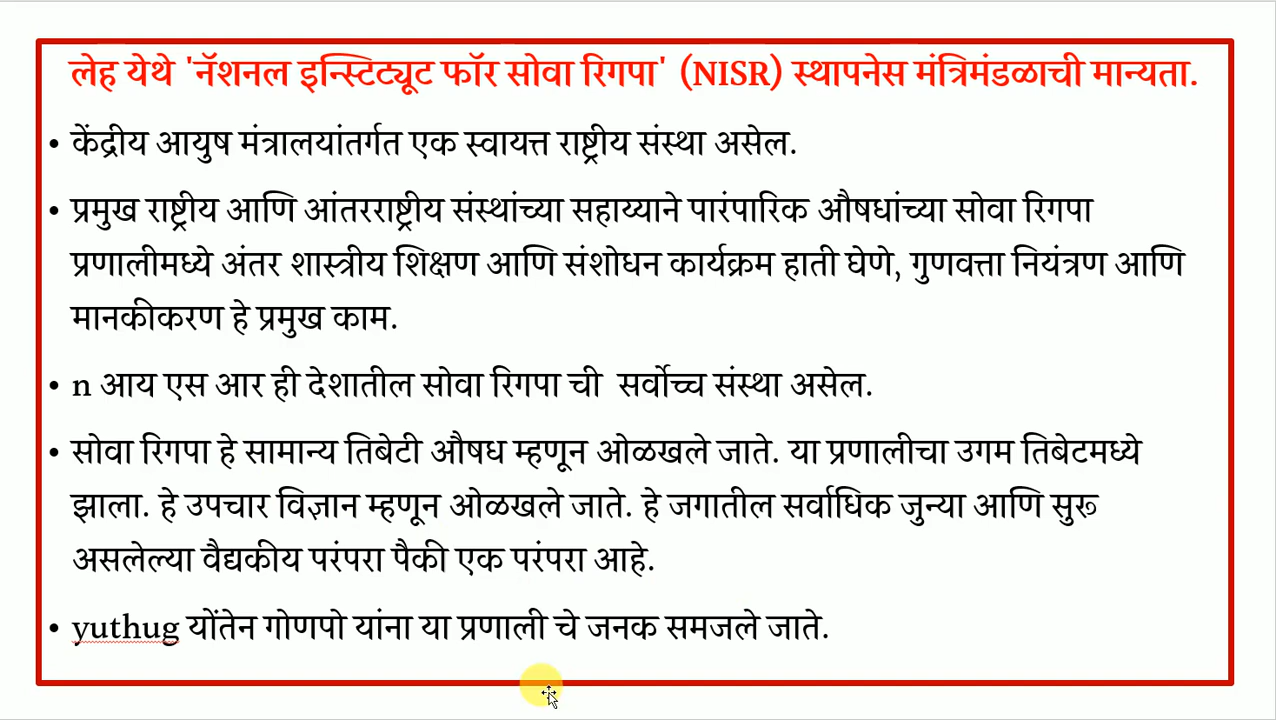 लेह येथे 'नॅशनल इन्स्टिट्यूट फॉर सोवा रिगपा' (NISR) स्थापनेस मंत्रिमंडळाची मान्यता.
• केंद्रीय आयुष मंत्रालयांतर्गत एक स्वायत्त राष्ट्रीय संस्था असेल.
• प्रमुख राष्ट्रीय आणि आंतरराष्ट्रीय संस्थांच्या सहाय्याने पारंपारिक औषधांच्या सोवा रिगपा
प्रणालीमध्ये अंतर शास्त्रीय शिक्षण आणि संशोधन कार्यक्रम हाती घेणे, गुणवत्ता नियंत्रण आणि
मानकीकरण हे प्रमुख काम.
• n आय एस आर ही देशातील सोवा रिगपा ची सर्वोच्च संस्था असेल.
• सोवा रिगपा हे सामान्य तिबेटी औषध म्हणून ओळखले जाते. या प्रणालीचा उगम तिबेटमध्ये
झाला. हे उपचार विज्ञान म्हणून ओळखले जाते. हे जगातील सर्वाधिक जुन्या आणि सुरू
असलेल्या वैद्यकीय परंपरा पैकी एक परंपरा आहे.
• yuthug योंतेन गोणपो यांना या प्रणाली चे जनक समजले जाते.